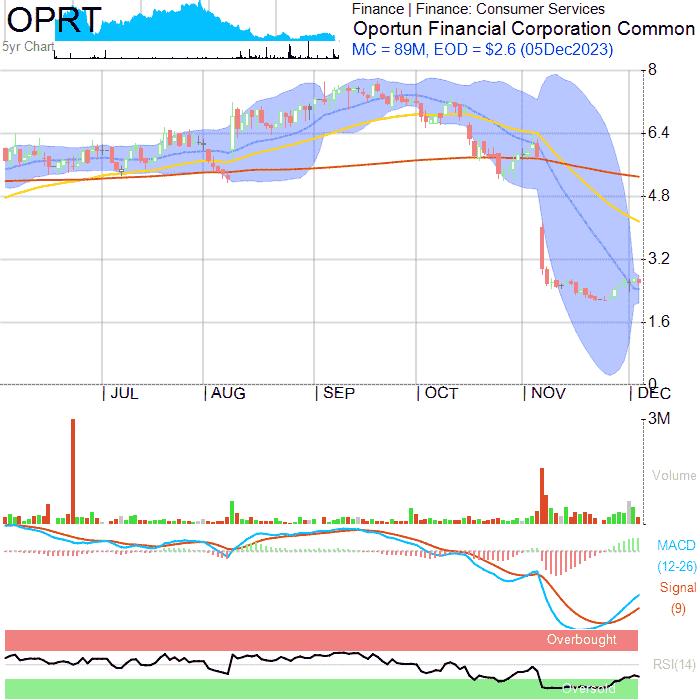 OPRT
5yr Chart
Finance | Finance: Consumer Services
Oportun Financial Corporation Common
MC = 89M, EOD = $2.6 (05Dec2023)
8
6.4
4.8
3.2
1.6
0
JUL
AUG
SEP
OCT
NOV
DEC
3M
Volume
MACD
(12-26)
Signal
(9)
Overbought
RSI(14)
Oversold